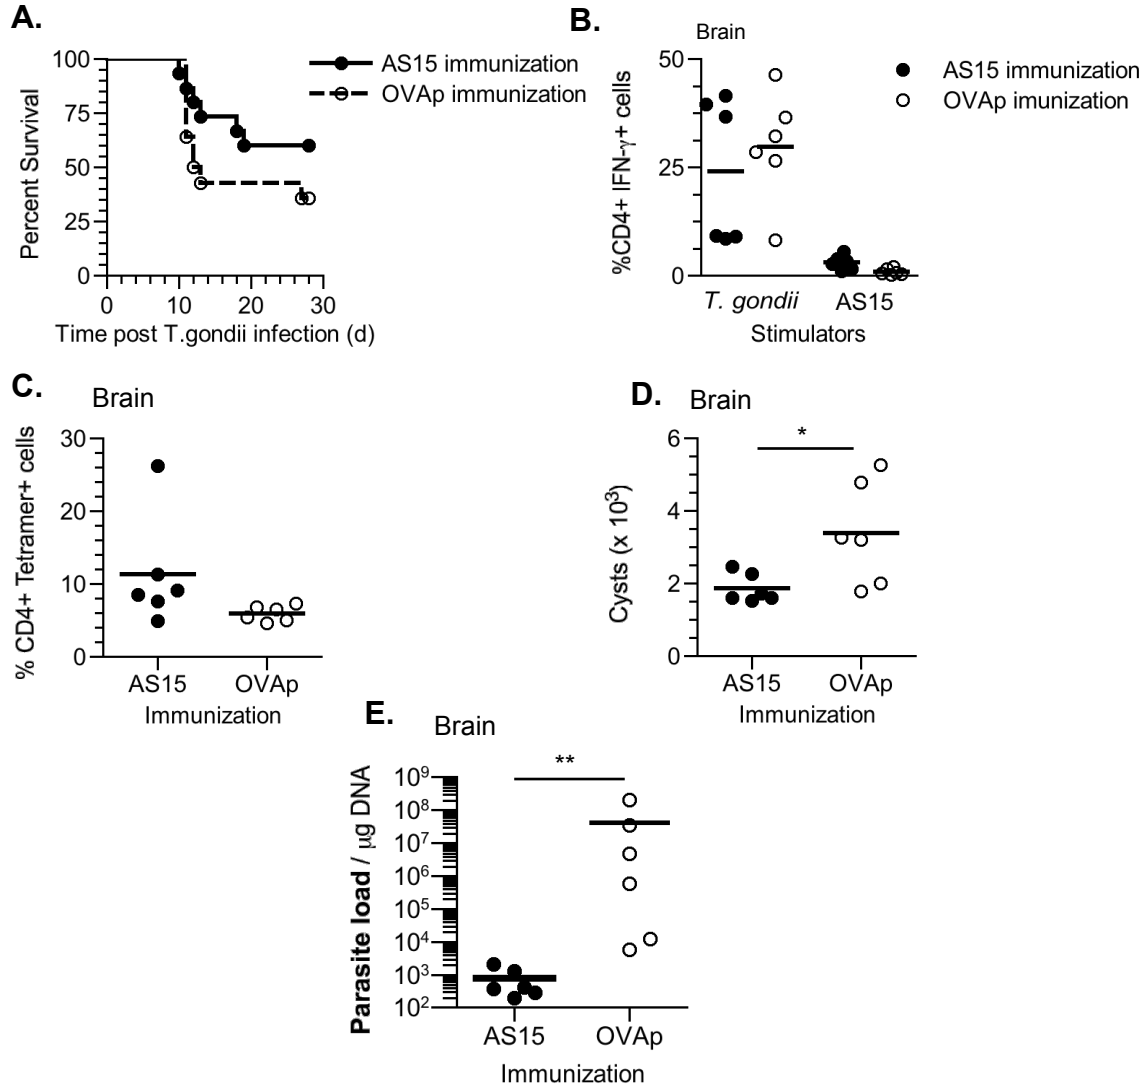 A.
100
75
50
25
0
Percent Survival
0 10 20 30
Time post T.gondii infection (d)
AS15 immunization
OVAp immunization
B.
Brain
50
25
0
%CD4+ IFN-γ+ cells
T. gondii AS15
Stimulators
AS15 immunization
OVAp imunization
C.
Brain
30
20
10
0
% CD4+ Tetramer+ cells
AS15 OVAp
Immunization
D.
Brain
*
6
4
2
0
Cysts (x 10³)
AS15 OVAp
Immunization
E.
Brain
**
10⁹
10⁸
10⁷
10⁶
10⁵
10⁴
10³
10²
Parasite load / µg DNA
AS15 OVAp
Immunization